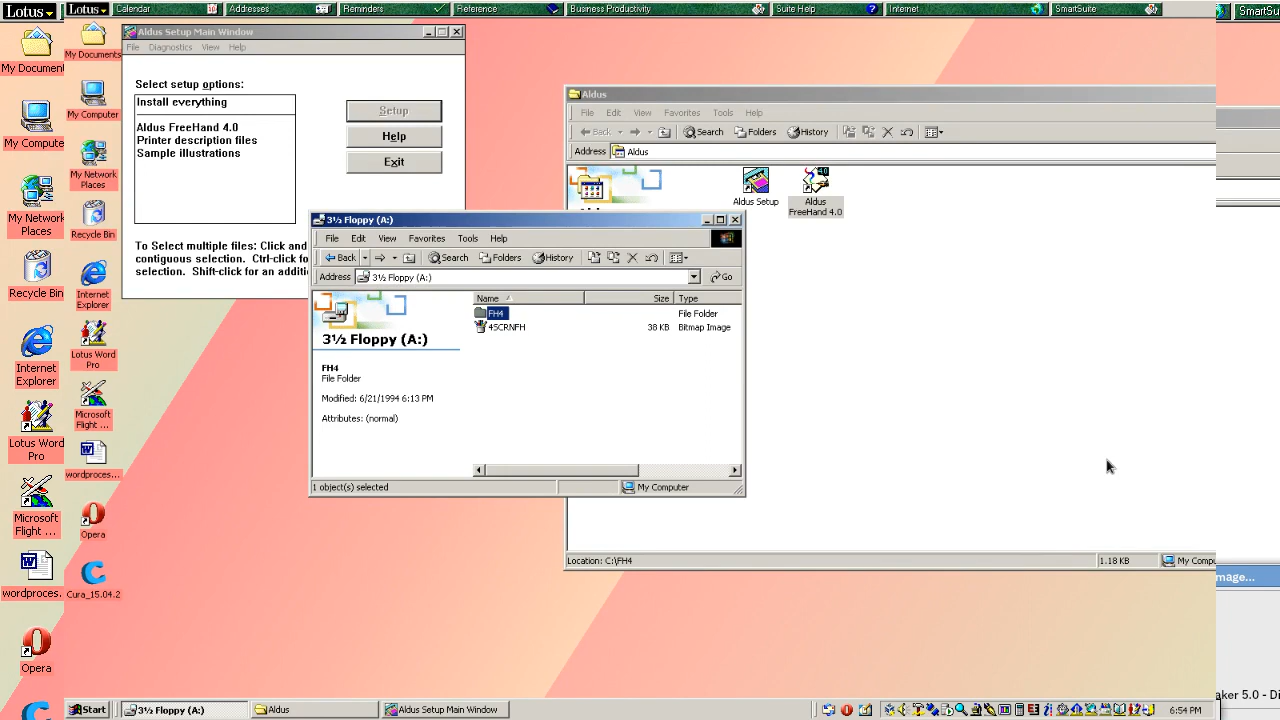 Lotus
Lotus
Calendar
Addresses
Reminders
Reference
Business Productivity
Suite Help
Internet
SmartSuite
SmartSui
My Document
My Computer
My Network
Places
Recycle Bin
Internet
Explorer
Lotus Word
Pro
Microsoft
Flight ...
wordproces...
Opera
My Documents
My Computer
My Network
Places
Recycle Bin
Internet
Explorer
Lotus Word
Pro
Microsoft
Flight ...
wordproces...
Opera
Cura_15.04.2
Aldus Setup Main Window
File Diagnostics View Help
Select setup options:
Install everything
Aldus FreeHand 4.0
Printer description files
Sample illustrations
Setup
Help
Exit
To Select multiple files: Click and
contiguous selection. Ctrl-click fo
selection. Shift-click for an additi
Aldus
File Edit View Favorites Tools Help
Back Search Folders History
Address Aldus
Aldus Setup
Aldus
FreeHand 4.0
Location: C:\FH4
1.18 KB
My Compu
3½ Floppy (A:)
File Edit View Favorites Tools Help
Back Search Folders History
Address 3½ Floppy (A:) Go
3½ Floppy (A:)
FH4
File Folder
Modified: 6/21/1994 6:13 PM
Attributes: (normal)
Name Size Type
FH4 File Folder
45CRNFH 38 KB Bitmap Image
1 object(s) selected
My Computer
mage...
aker 5.0 - Di
Start
3½ Floppy (A:)
Aldus
Aldus Setup Main Window
6:54 PM